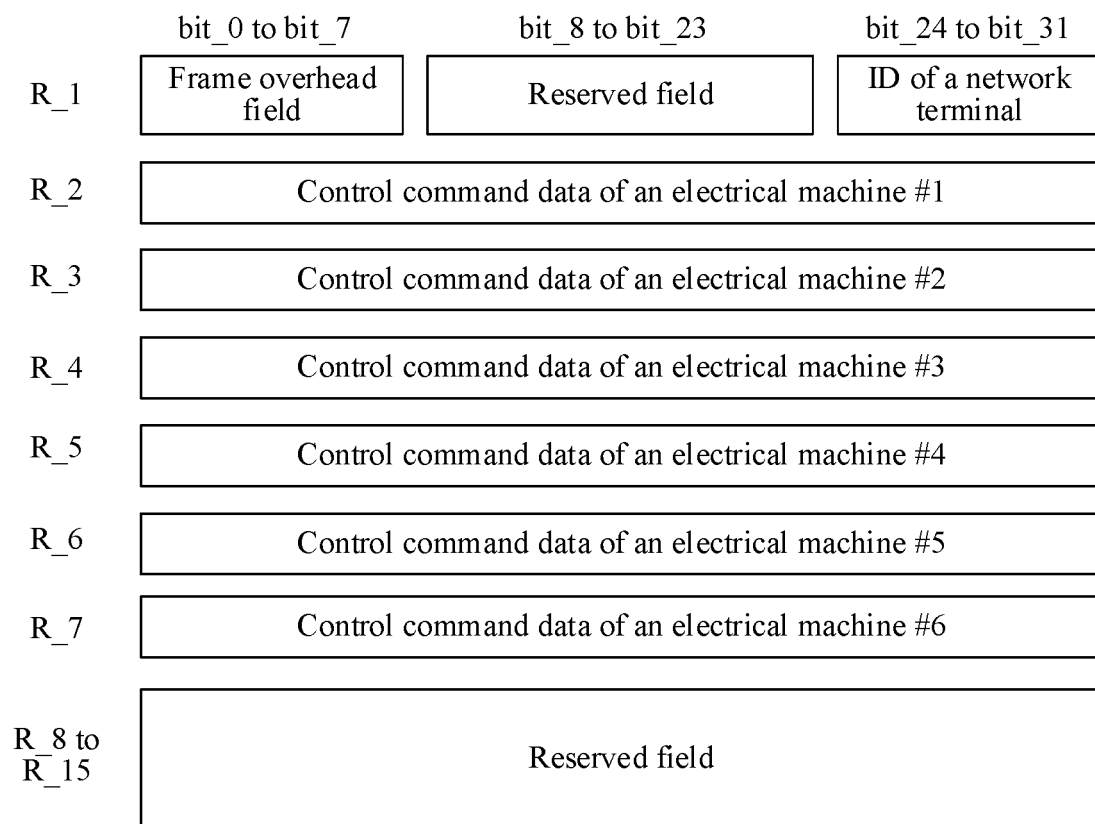 bit_0 to bit_7 bit_8 to bit_23 bit_24 to bit_31
R_1
Frame overhead
field
Reserved field
ID of a network
terminal
R_2 Control command data of an electrical machine #1
R_3 Control command data of an electrical machine #2
R_4 Control command data of an electrical machine #3
R_5 Control command data of an electrical machine #4
R_6 Control command data of an electrical machine #5
R_7 Control command data of an electrical machine #6
R_8 to
R_15
Reserved field